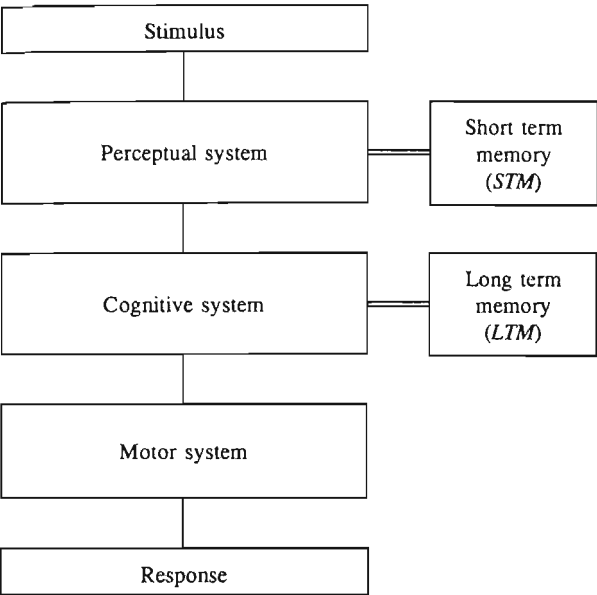 Stimulus
Perceptual system
Short term
memory
(STM)
Cognitive system
Long term
memory
(LTM)
Motor system
Response